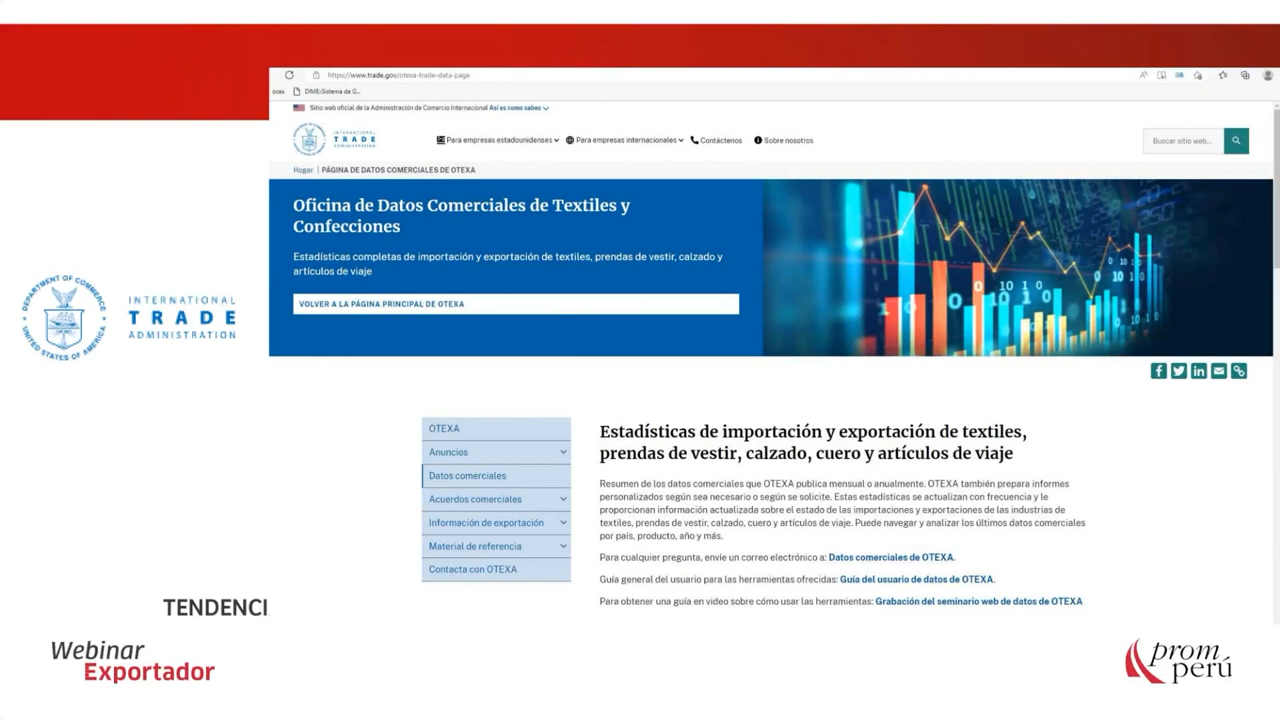 https://www.trade.gov/otexa-trade-data-page
ocex
DIME:Sistema de G...
Sitio web oficial de la Administración de Comercio Internacional Así es como sabes
INTERNATIONAL
TRADE
ADMINISTRATION
Para empresas estadounidenses
Para empresas internacionales
Contáctenos
Sobre nosotros
Buscar sitio web...
Hogar | PÁGINA DE DATOS COMERCIALES DE OTEXA
Oficina de Datos Comerciales de Textiles y
Confecciones
Estadísticas completas de importación y exportación de textiles, prendas de vestir, calzado y
artículos de viaje
VOLVER A LA PÁGINA PRINCIPAL DE OTEXA
DEPARTMENT OF COMMERCE
UNITED STATES OF AMERICA
INTERNATIONAL
TRADE
ADMINISTRATION
OTEXA
Anuncios
Datos comerciales
Acuerdos comerciales
Información de exportación
Material de referencia
Contacta con OTEXA
Estadísticas de importación y exportación de textiles,
prendas de vestir, calzado, cuero y artículos de viaje
Resumen de los datos comerciales que OTEXA publica mensual o anualmente. OTEXA también prepara informes
personalizados según sea necesario o según se solicite. Estas estadísticas se actualizan con frecuencia y le
proporcionan información actualizada sobre el estado de las importaciones y exportaciones de las industrias de
textiles, prendas de vestir, calzado, cuero y artículos de viaje. Puede navegar y analizar los últimos datos comerciales
por país, producto, año y más.
Para cualquier pregunta, envíe un correo electrónico a: Datos comerciales de OTEXA.
Guía general del usuario para las herramientas ofrecidas: Guía del usuario de datos de OTEXA.
Para obtener una guía en video sobre cómo usar las herramientas: Grabación del seminario web de datos de OTEXA
TENDENCI
Webinar
Exportador
prom
perú